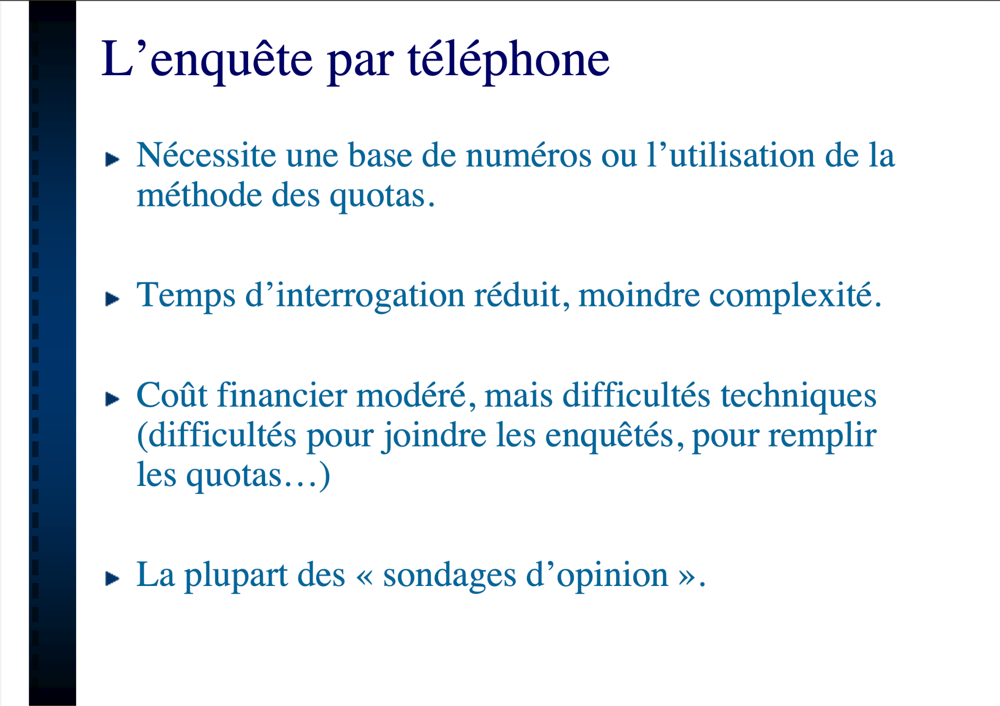 L’enquête par téléphone
Nécessite une base de numéros ou l’utilisation de la
méthode des quotas.
Temps d’interrogation réduit, moindre complexité.
Coût financier modéré, mais difficultés techniques
(difficultés pour joindre les enquêtés, pour remplir
les quotas…)
La plupart des « sondages d’opinion ».